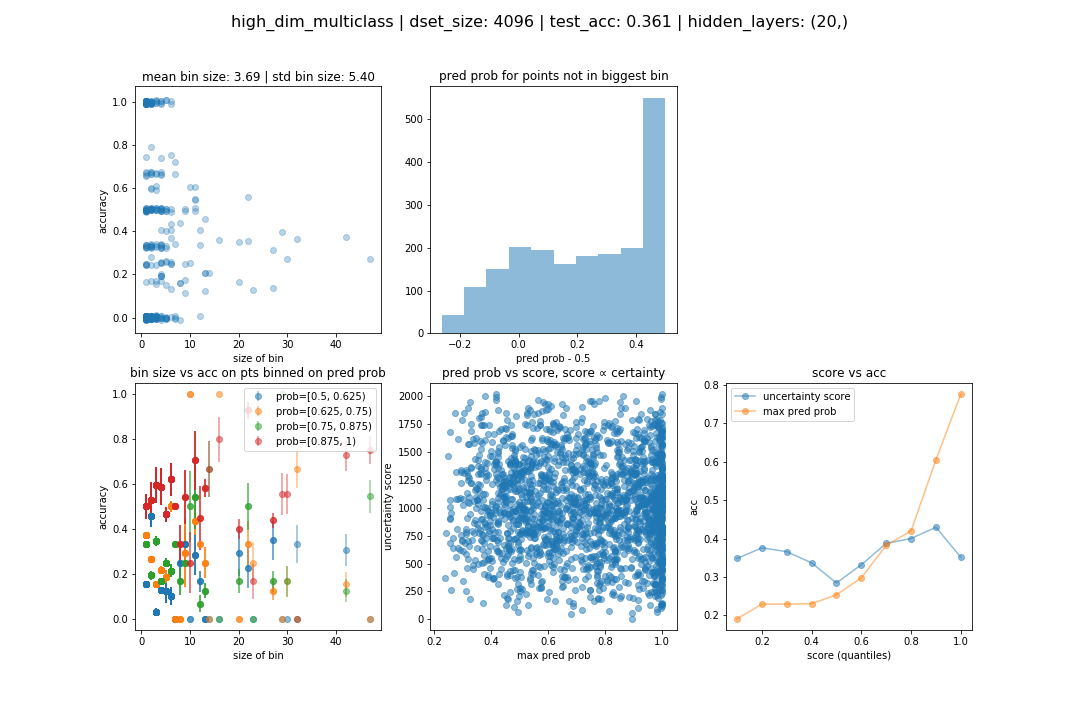 high_dim_multiclass | dset_size: 4096 | test_acc: 0.361 | hidden_layers: (20,)
mean bin size: 3.69 | std bin size: 5.40
accuracy
1.0
0.8
0.6
0.4
0.2
0.0
0 10 20 30 40
size of bin
pred prob for points not in biggest bin
500
400
300
200
100
0
−0.2 0.0 0.2 0.4
pred prob - 0.5
bin size vs acc on pts binned on pred prob
accuracy
1.0
0.8
0.6
0.4
0.2
0.0
prob=[0.5, 0.625)
prob=[0.625, 0.75)
prob=[0.75, 0.875)
prob=[0.875, 1)
0 10 20 30 40
size of bin
pred prob vs score, score ∝ certainty
uncertainty score
2000
1750
1500
1250
1000
750
500
250
0
0.2 0.4 0.6 0.8 1.0
max pred prob
score vs acc
acc
0.8
0.7
0.6
0.5
0.4
0.3
0.2
uncertainty score
max pred prob
0.2 0.4 0.6 0.8 1.0
score (quantiles)